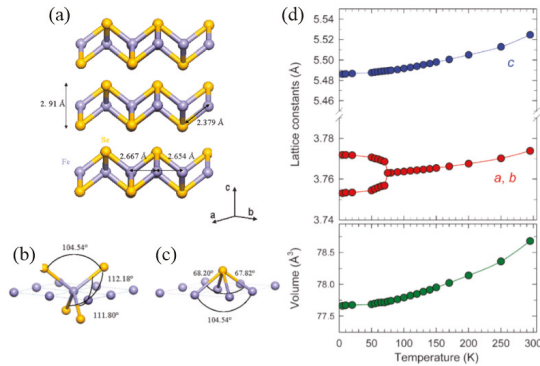 (a)
2.91 Å
2.379 Å
Se
Fe
2.667 Å
2.654 Å
c
a
b
(b)
104.54°
112.18°
111.80°
(c)
68.20°
67.82°
104.54°
(d)
Lattice constants (Å)
5.54
5.52
5.50
5.48
5.46
3.78
3.76
3.74
c
a, b
Volume (Å³)
78.5
78.0
77.5
0
50
100
150
200
250
300
Temperature (K)